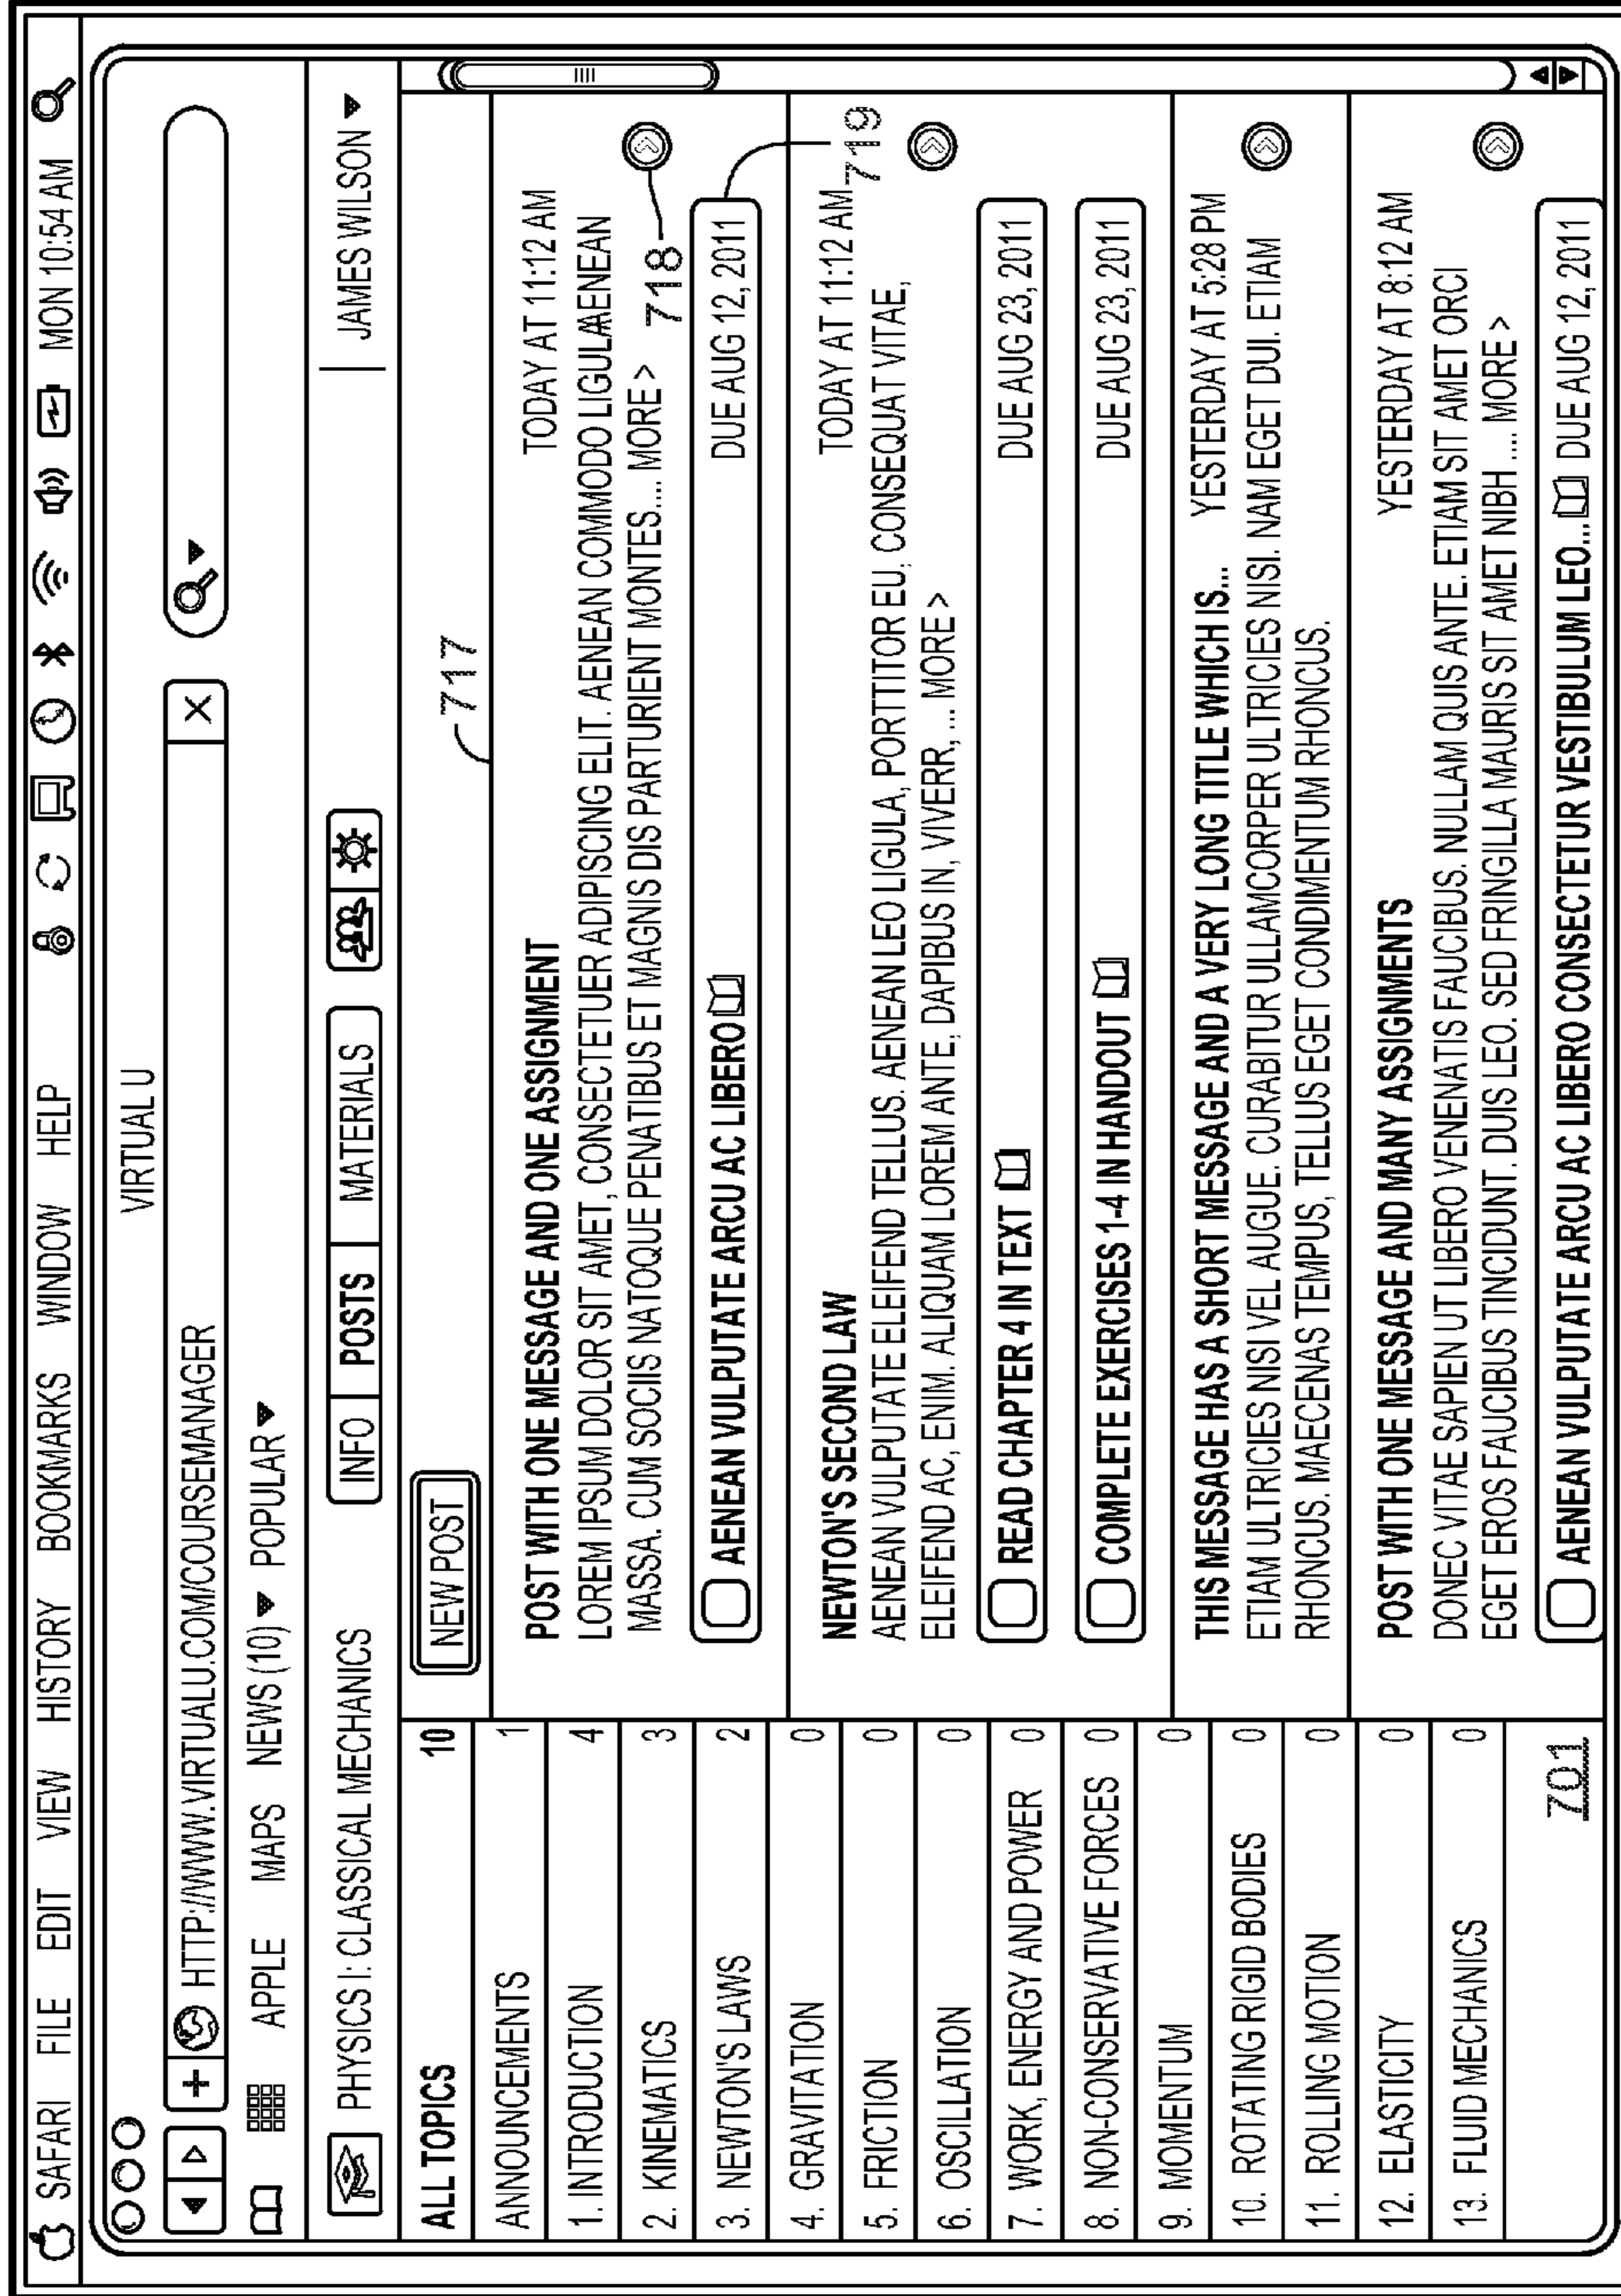 SAFARI FILE EDIT VIEW HISTORY BOOKMARKS WINDOW HELP MON 10:54 AM
VIRTUAL U
+ HTTP://WWW.VIRTUALU.COM/COURSEMANAGER X
APPLE MAPS NEWS (10) POPULAR
PHYSICS I: CLASSICAL MECHANICS INFO POSTS MATERIALS JAMES WILSON
ALL TOPICS 10
ANNOUNCEMENTS 1
1. INTRODUCTION 4
2. KINEMATICS 3
3. NEWTON'S LAWS 2
4. GRAVITATION 0
5. FRICTION 0
6. OSCILLATION 0
7. WORK, ENERGY AND POWER 0
8. NON-CONSERVATIVE FORCES 0
9. MOMENTUM 0
10. ROTATING RIGID BODIES 0
11. ROLLING MOTION 0
12. ELASTICITY 0
13. FLUID MECHANICS 0
701
NEW POST
717
POST WITH ONE MESSAGE AND ONE ASSIGNMENT TODAY AT 11:12 AM
LOREM IPSUM DOLOR SIT AMET, CONSECTETUER ADIPISCING ELIT. AENEAN COMMODO LIGULA AENEAN
MASSA. CUM SOCIIS NATOQUE PENATIBUS ET MAGNIS DIS PARTURIENT MONTES.... MORE >
718
AENEAN VULPUTATE ARCU AC LIBERO DUE AUG 12, 2011
719
NEWTON'S SECOND LAW TODAY AT 11:12 AM
AENEAN VULPUTATE ELEIFEND TELLUS. AENEAN LEO LIGULA, PORTTITOR EU, CONSEQUAT VITAE,
ELEIFEND AC, ENIM. ALIQUAM LOREM ANTE, DAPIBUS IN, VIVERR, ... MORE >
READ CHAPTER 4 IN TEXT DUE AUG 23, 2011
COMPLETE EXERCISES 1-4 IN HANDOUT DUE AUG 23, 2011
THIS MESSAGE HAS A SHORT MESSAGE AND A VERY LONG TITLE WHICH IS... YESTERDAY AT 5:28 PM
ETIAM ULTRICIES NISI VEL AUGUE. CURABITUR ULLAMCORPER ULTRICIES NISI. NAM EGET DUI. ETIAM
RHONCUS. MAECENAS TEMPUS, TELLUS EGET CONDIMENTUM RHONCUS.
POST WITH ONE MESSAGE AND MANY ASSIGNMENTS YESTERDAY AT 8:12 AM
DONEC VITAE SAPIEN UT LIBERO VENENATIS FAUCIBUS. NULLAM QUIS ANTE. ETIAM SIT AMET ORCI
EGET EROS FAUCIBUS TINCIDUNT. DUIS LEO. SED FRINGILLA MAURIS SIT AMET NIBH .... MORE >
AENEAN VULPUTATE ARCU AC LIBERO CONSECTETUR VESTIBULUM LEO... DUE AUG 12, 2011